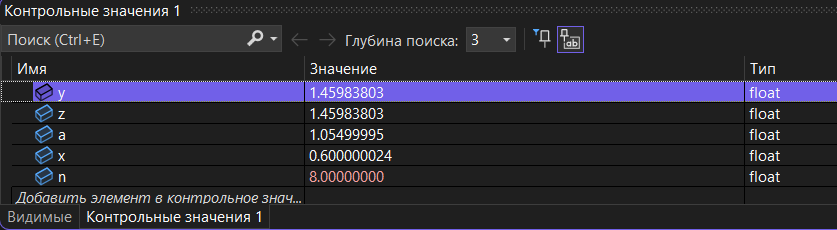 Контрольные значения 1
Поиск (Ctrl+E) Глубина поиска: 3
Имя Значение Тип
y 1.45983803 float
z 1.45983803 float
a 1.05499995 float
x 0.600000024 float
n 8.00000000 float
Добавить элемент в контрольное знач...
Видимые Контрольные значения 1